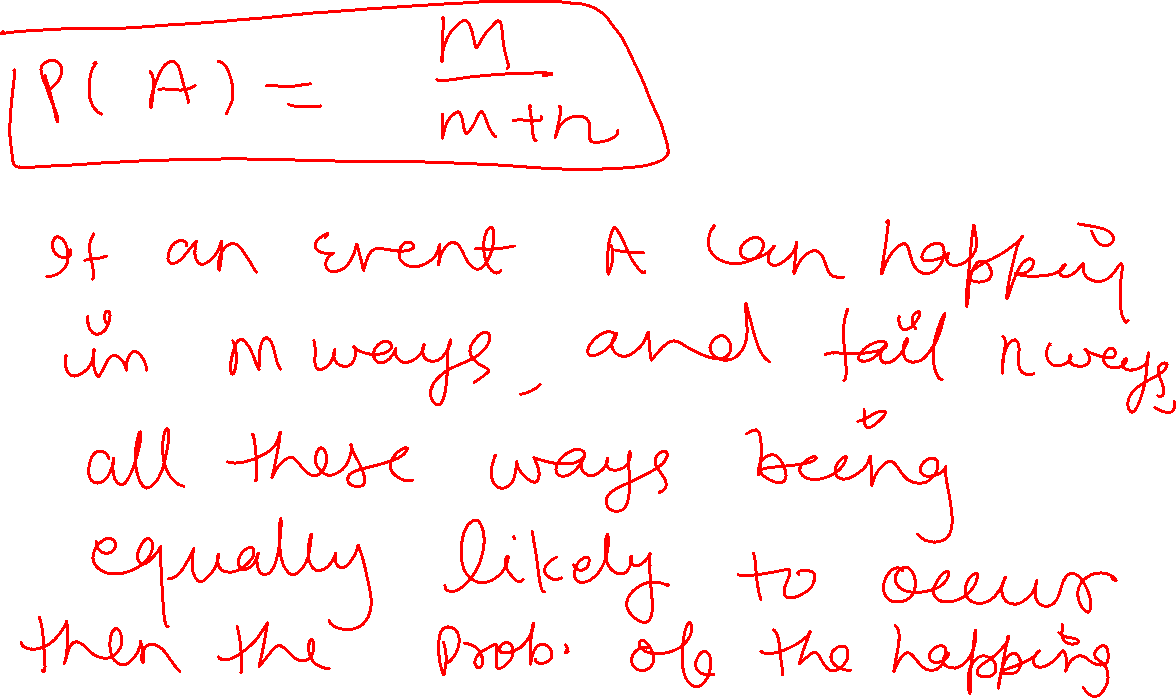 P(A) = m/(m+n)
If an event A can happen
in m ways, and fail n ways,
all these ways being
equally likely to occur
then the prob. of the happing